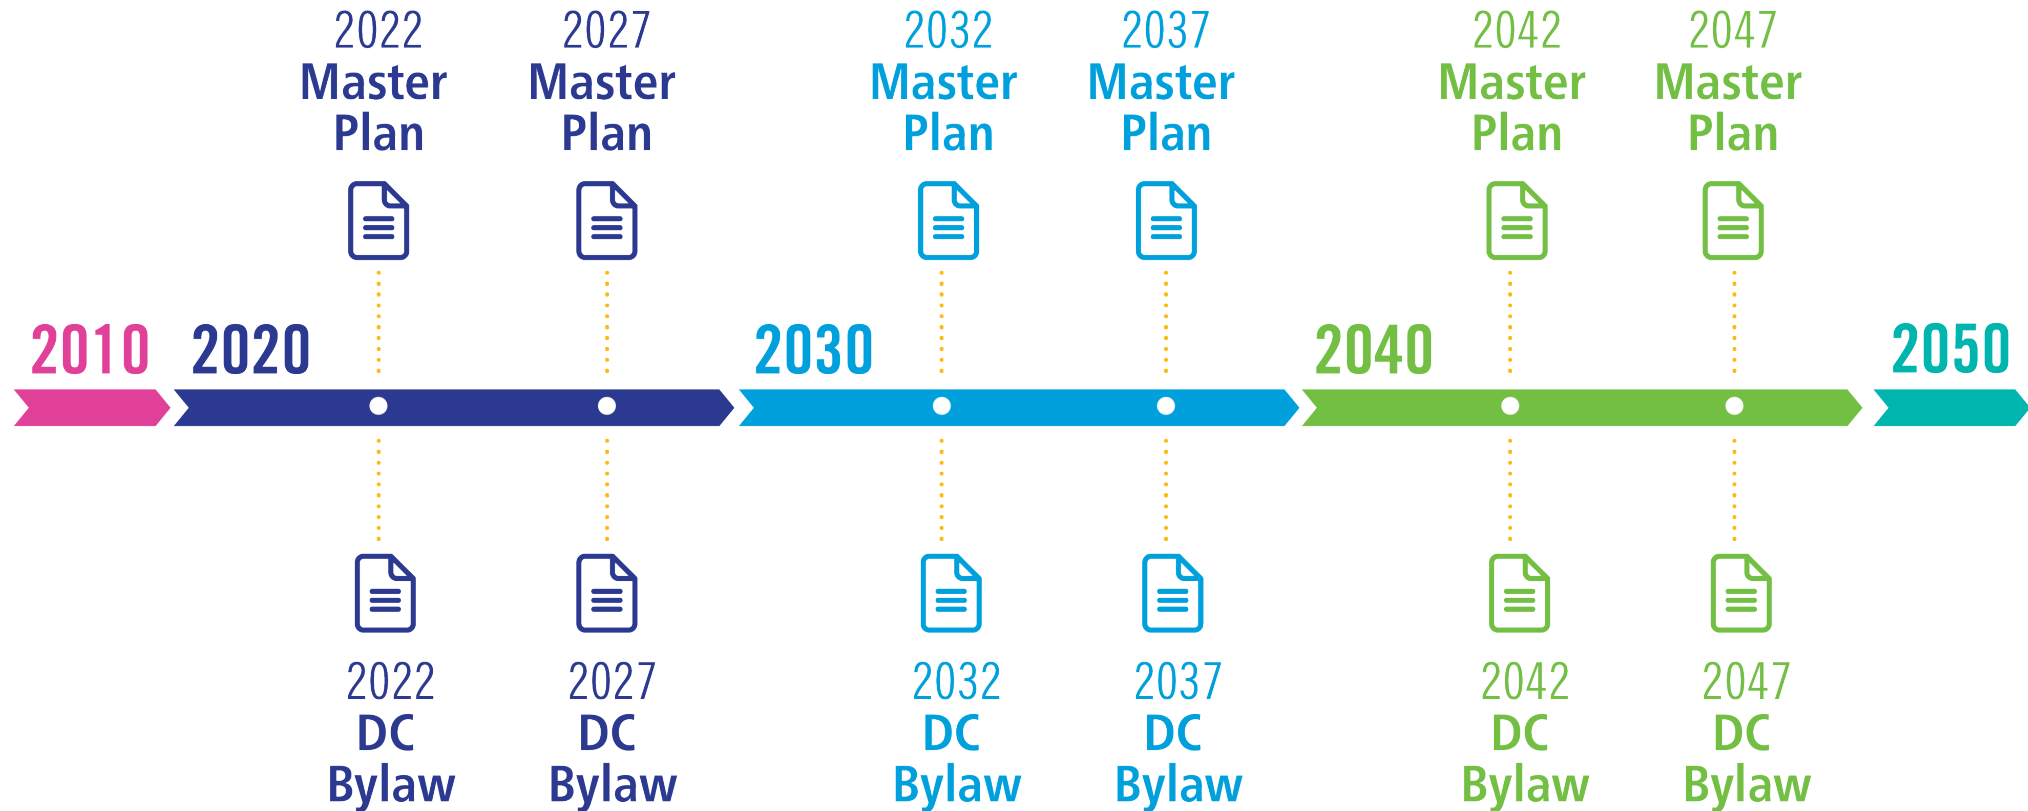 2022
Master
Plan
2027
Master
Plan
2032
Master
Plan
2037
Master
Plan
2042
Master
Plan
2047
Master
Plan
2010
2020
2030
2040
2050
2022
DC
Bylaw
2027
DC
Bylaw
2032
DC
Bylaw
2037
DC
Bylaw
2042
DC
Bylaw
2047
DC
Bylaw